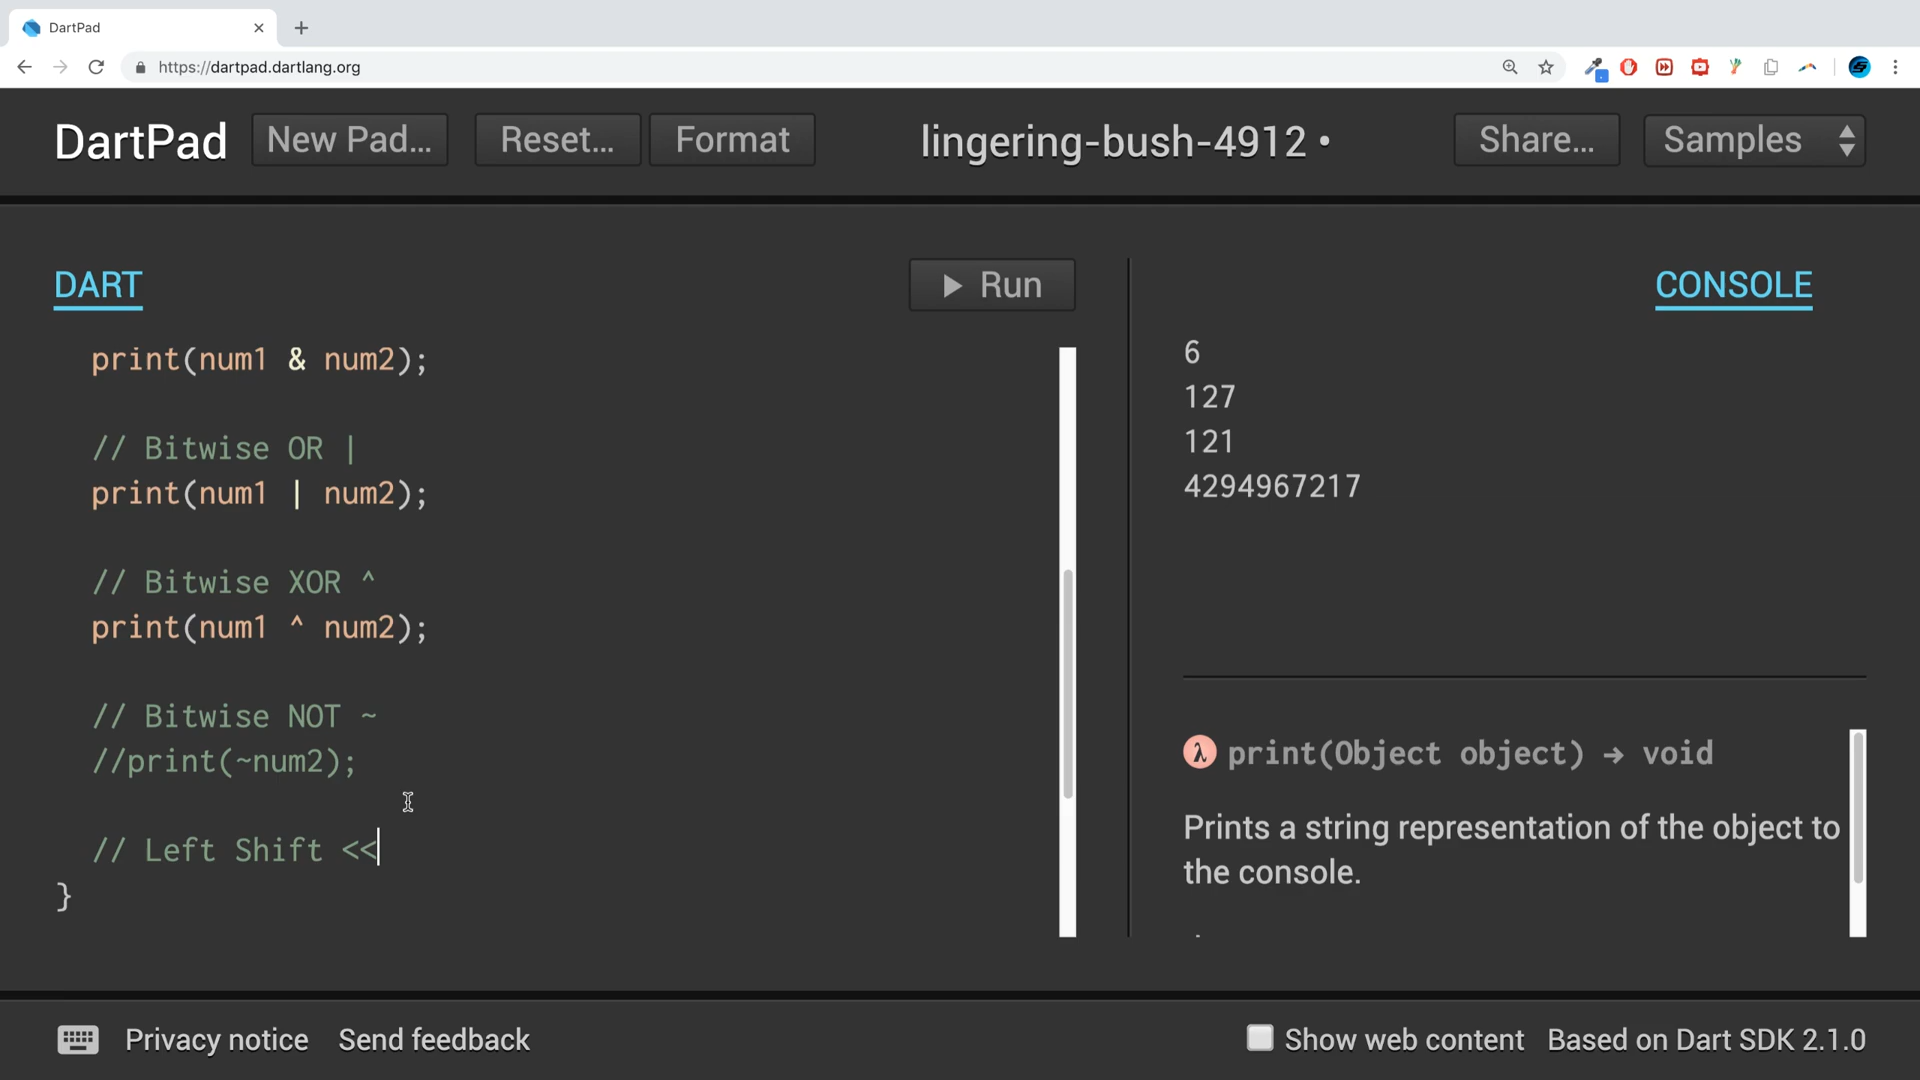 DartPad
https://dartpad.dartlang.org
DartPad New Pad... Reset... Format lingering-bush-4912 • Share... Samples
DART Run
print(num1 & num2);
// Bitwise OR |
print(num1 | num2);
// Bitwise XOR ^
print(num1 ^ num2);
// Bitwise NOT ~
//print(~num2);
// Left Shift <<
}
CONSOLE
6
127
121
4294967217
λ print(Object object) → void
Prints a string representation of the object to
the console.
Privacy notice Send feedback Show web content Based on Dart SDK 2.1.0